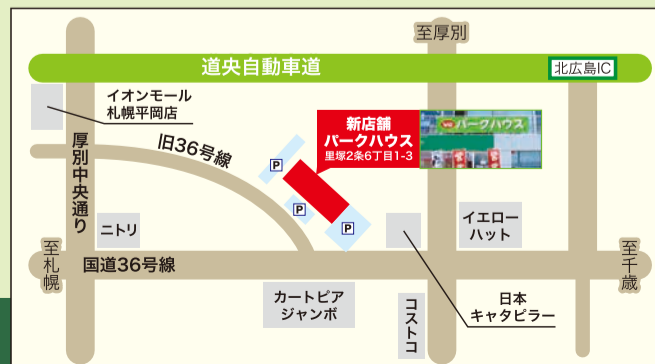 至厚別
道央自動車道
北広島IC
イオンモール
札幌平岡店
厚別中央通り
旧36号線
新店舗
パークハウス
里塚2条6丁目1-3
パークハウス
P
P
P
ニトリ
イエロー
ハット
至札幌
国道36号線
至千歳
カートピア
ジャンボ
コストコ
日本
キャタピラー